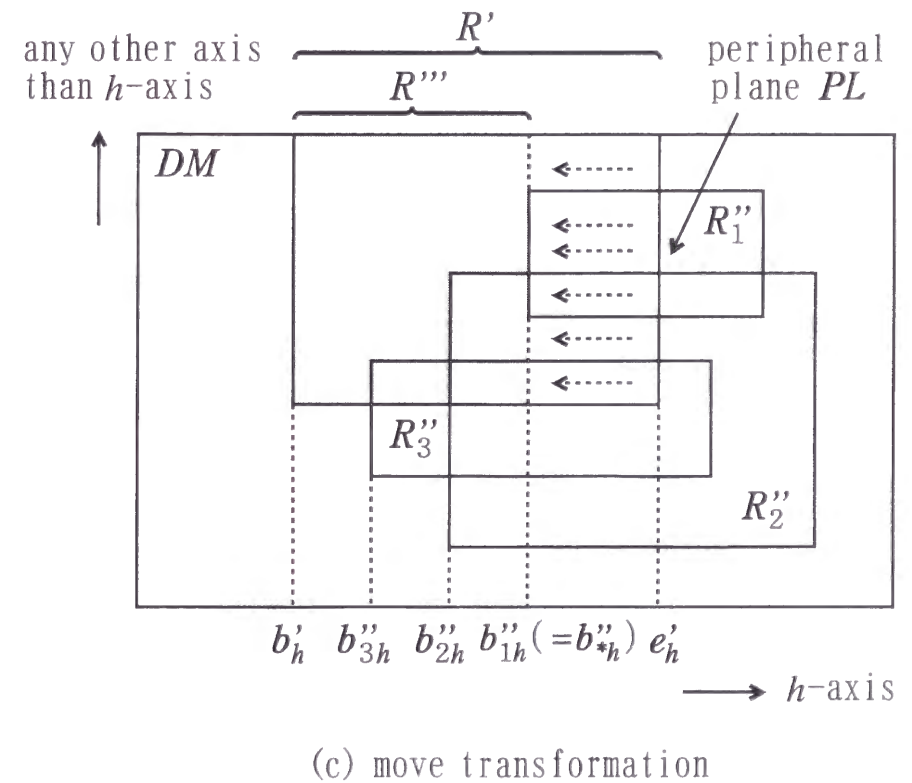 R'
any other axis
than h-axis
R'''
peripheral
plane PL
DM
R''₁
R''₃
R''₂
b'ₕ b''₃ₕ b''₂ₕ b''₁ₕ(=b''*ₕ) e'ₕ
h-axis
(c) move transformation